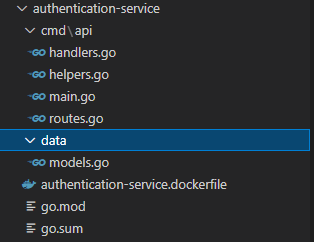 authentication-service
cmd\api
handlers.go
helpers.go
main.go
routes.go
data
models.go
authentication-service.dockerfile
go.mod
go.sum